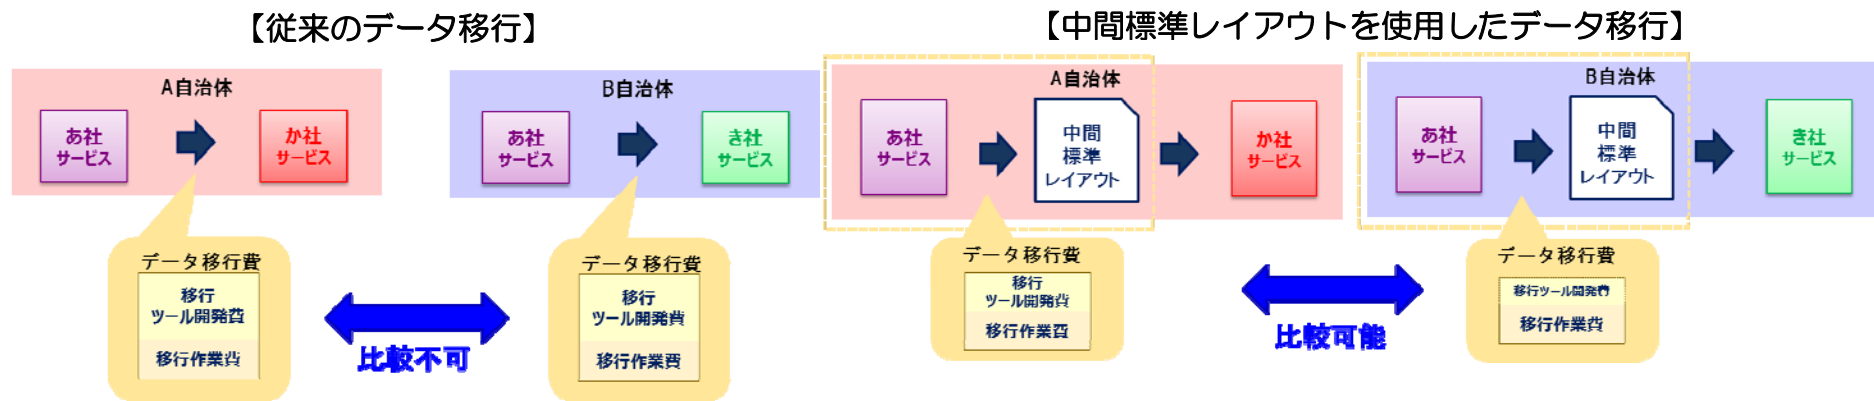 【従来のデータ移行】
A自治体
あ社
サービス
か社
サービス
データ移行費
移行
ツール開発費
移行作業費
B自治体
あ社
サービス
き社
サービス
データ移行費
移行
ツール開発費
移行作業費
比較不可
【中間標準レイアウトを使用したデータ移行】
A自治体
あ社
サービス
中間
標準
レイアウト
か社
サービス
データ移行費
移行
ツール開発費
移行作業費
B自治体
あ社
サービス
中間
標準
レイアウト
き社
サービス
データ移行費
移行ツール開発費
移行作業費
比較可能